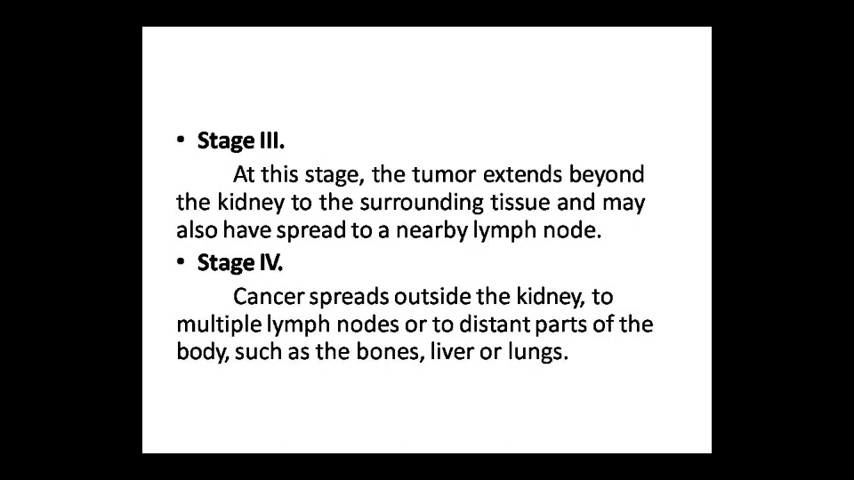 • Stage III.
At this stage, the tumor extends beyond
the kidney to the surrounding tissue and may
also have spread to a nearby lymph node.
• Stage IV.
Cancer spreads outside the kidney, to
multiple lymph nodes or to distant parts of the
body, such as the bones, liver or lungs.